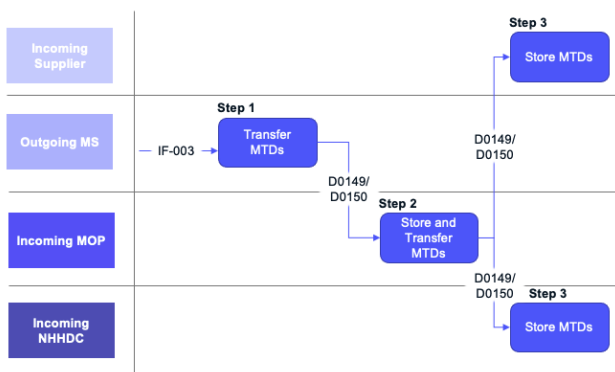 Incoming
Supplier
Step 3
Store MTDs
Outgoing MS
IF-003
Step 1
Transfer
MTDs
D0149/
D0150
D0149/
D0150
Incoming MOP
Step 2
Store and
Transfer
MTDs
D0149/
D0150
Incoming
NHHDC
Step 3
Store MTDs